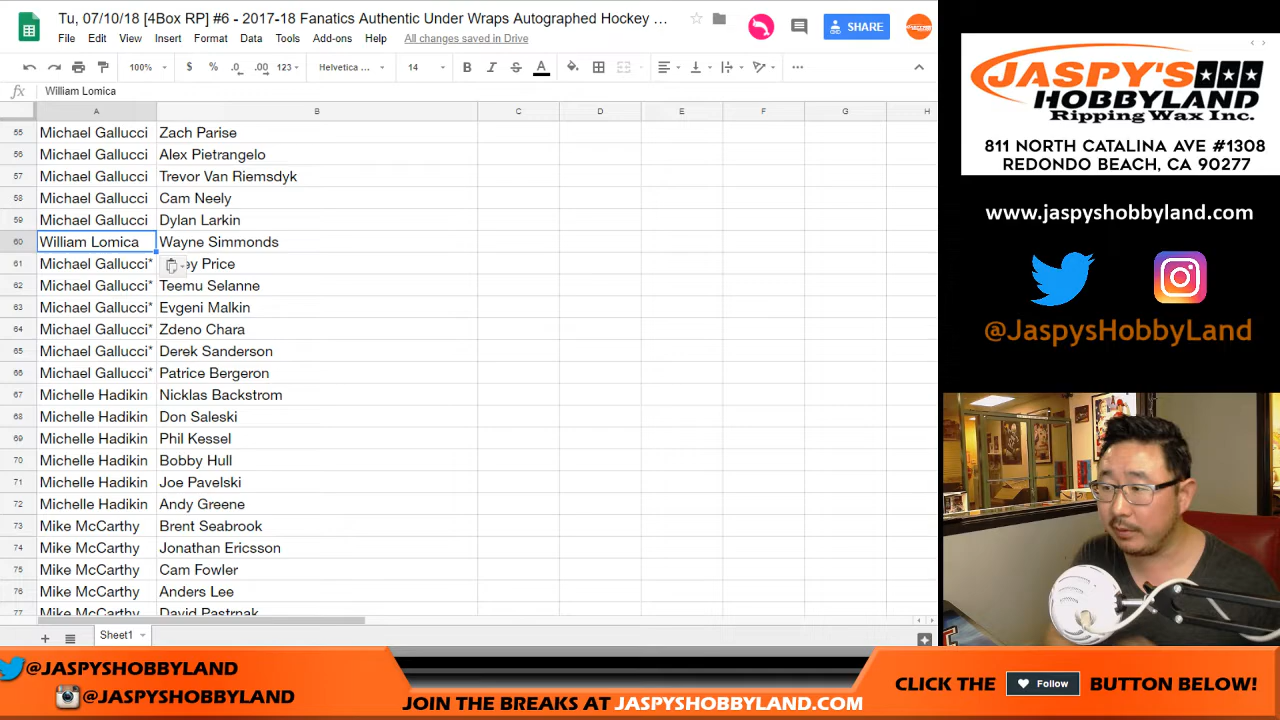 Tu, 07/10/18 [4Box RP] #6 - 2017-18 Fanatics Authentic Under Wraps Autographed Hockey ...
File Edit View Insert Format Data Tools Add-ons Help All changes saved in Drive
SHARE
100% $ % .0 .00 123 Helvetica ... 14 B I S A
fx William Lomica
A B C D E F G H
55 Michael Gallucci Zach Parise
56 Michael Gallucci Alex Pietrangelo
57 Michael Gallucci Trevor Van Riemsdyk
58 Michael Gallucci Cam Neely
59 Michael Gallucci Dylan Larkin
60 William Lomica Wayne Simmonds
61 Michael Gallucci* ey Price
62 Michael Gallucci* Teemu Selanne
63 Michael Gallucci* Evgeni Malkin
64 Michael Gallucci* Zdeno Chara
65 Michael Gallucci* Derek Sanderson
66 Michael Gallucci* Patrice Bergeron
67 Michelle Hadikin Nicklas Backstrom
68 Michelle Hadikin Don Saleski
69 Michelle Hadikin Phil Kessel
70 Michelle Hadikin Bobby Hull
71 Michelle Hadikin Joe Pavelski
72 Michelle Hadikin Andy Greene
73 Mike McCarthy Brent Seabrook
74 Mike McCarthy Jonathan Ericsson
75 Mike McCarthy Cam Fowler
76 Mike McCarthy Anders Lee
77 Mike McCarthy David Pastrnak
Sheet1
JASPY'S
HOBBYLAND
Ripping Wax Inc.
811 NORTH CATALINA AVE #1308
REDONDO BEACH, CA 90277
www.jaspyshobbyland.com
@JaspysHobbyLand
@JASPYSHOBBYLAND
@JASPYSHOBBYLAND
JOIN THE BREAKS AT JASPYSHOBBYLAND.COM
CLICK THE Follow BUTTON BELOW!